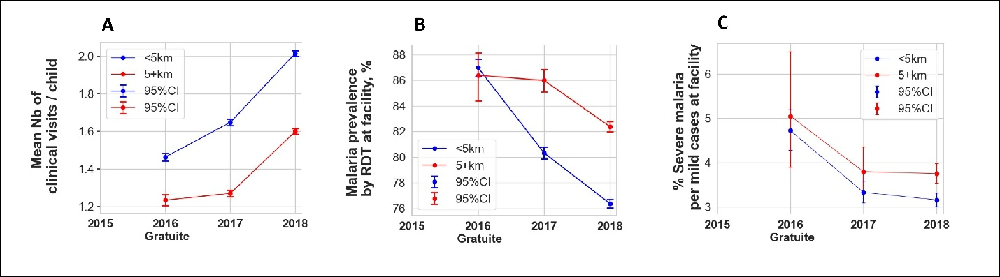 A
Mean Nb of
clinical visits / child
2.0
1.8
1.6
1.4
1.2
<5km
5+km
95%CI
95%CI
2015
2016
2017
2018
Gratuite
B
Malaria prevalence
by RDT at facility, %
88
86
84
82
80
78
76
<5km
5+km
95%CI
95%CI
2015
2016
2017
2018
Gratuite
C
% Severe malaria
per mild cases at facility
6
5
4
3
<5km
5+km
95%CI
95%CI
2015
2016
2017
2018
Gratuite